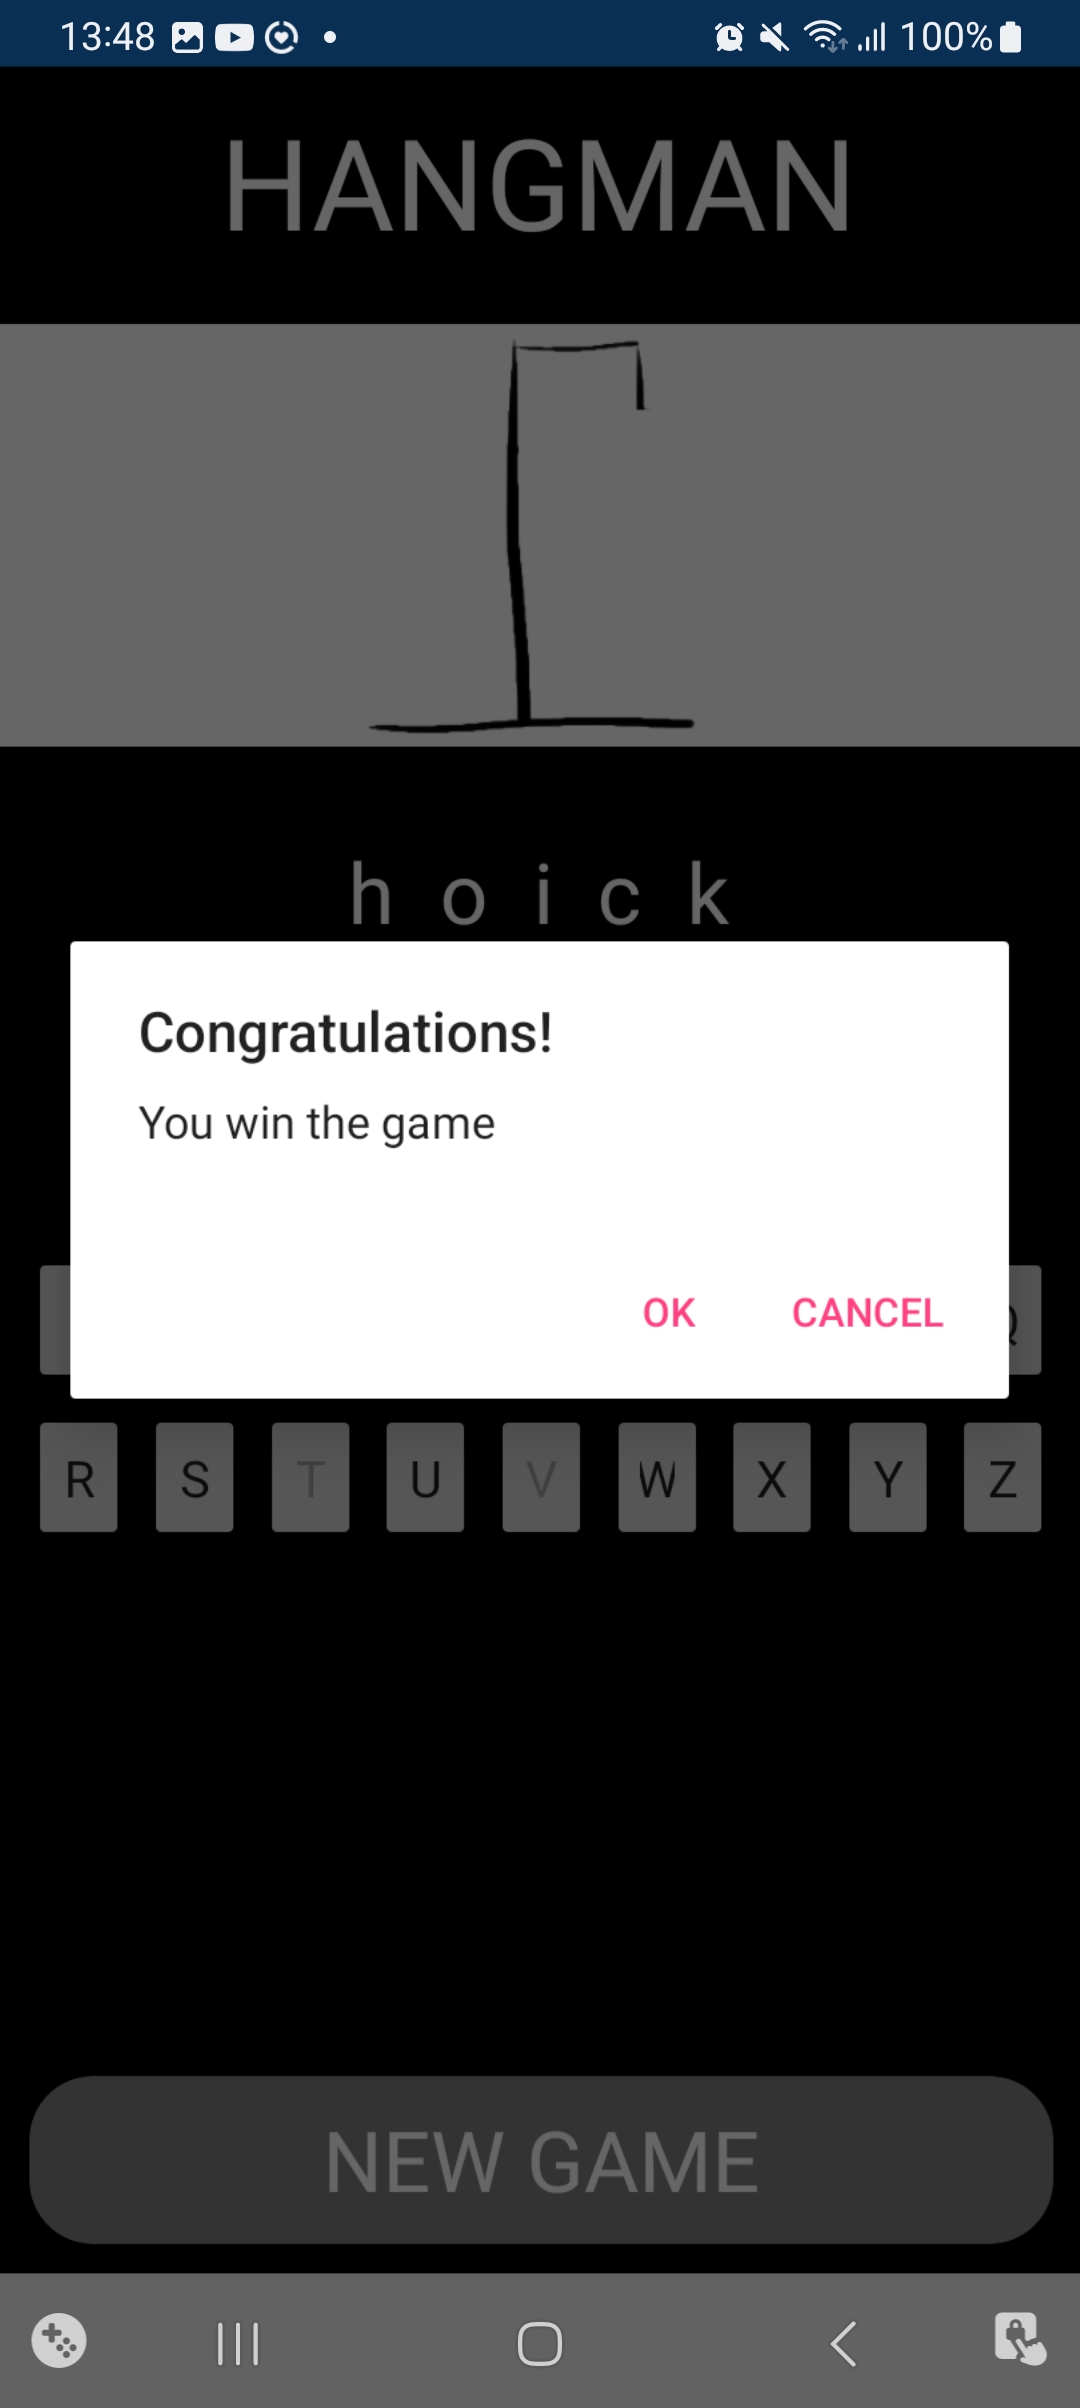 13:48 100%
HANGMAN
h o i c k
Congratulations!
You win the game
OK CANCEL
Q
R S T U V W X Y Z
NEW GAME